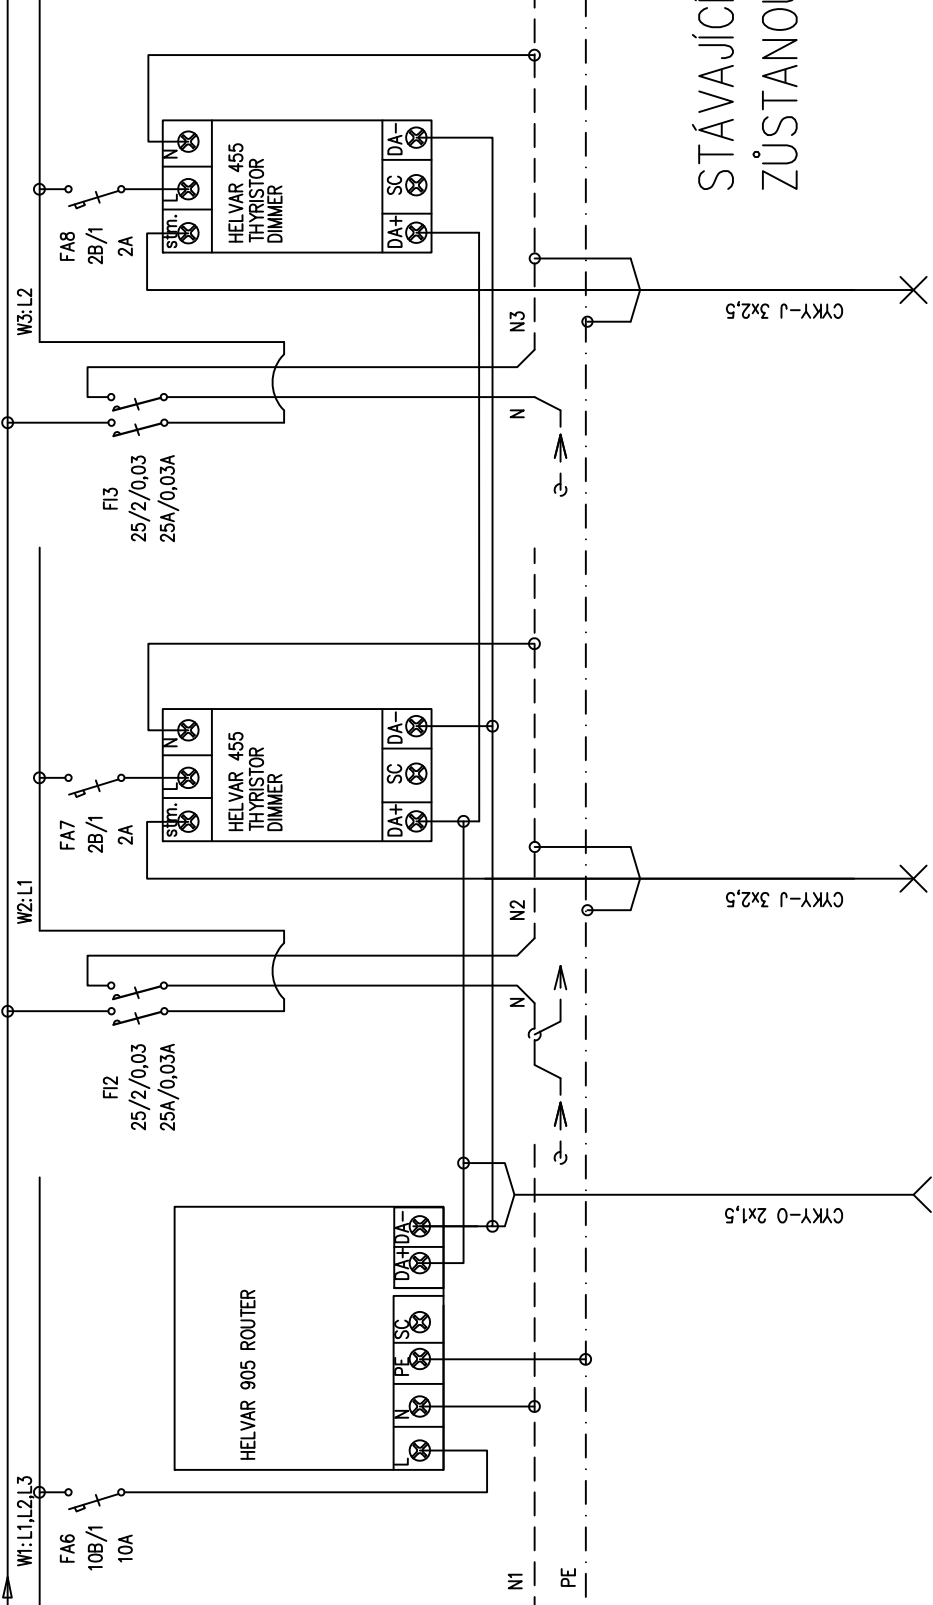 W1:L1,L2,L3
FA6
10B/1
10A
HELVAR 905 ROUTER
L
N
PE
SC
DA+
DA-
N1
PE
CYKY-O 2x1,5
FI2
25/2/0,03
25A/0,03A
N
N2
W2:L1
FA7
2B/1
2A
HELVAR 455
THYRISTOR
DIMMER
sum.
L
N
DA+
SC
DA-
CYKY-J 3x2,5
FI3
25/2/0,03
25A/0,03A
N
N3
W3:L2
FA8
2B/1
2A
HELVAR 455
THYRISTOR
DIMMER
sum.
L
N
DA+
SC
DA-
CYKY-J 3x2,5
STÁVAJÍCÍ
ZŮSTANOU